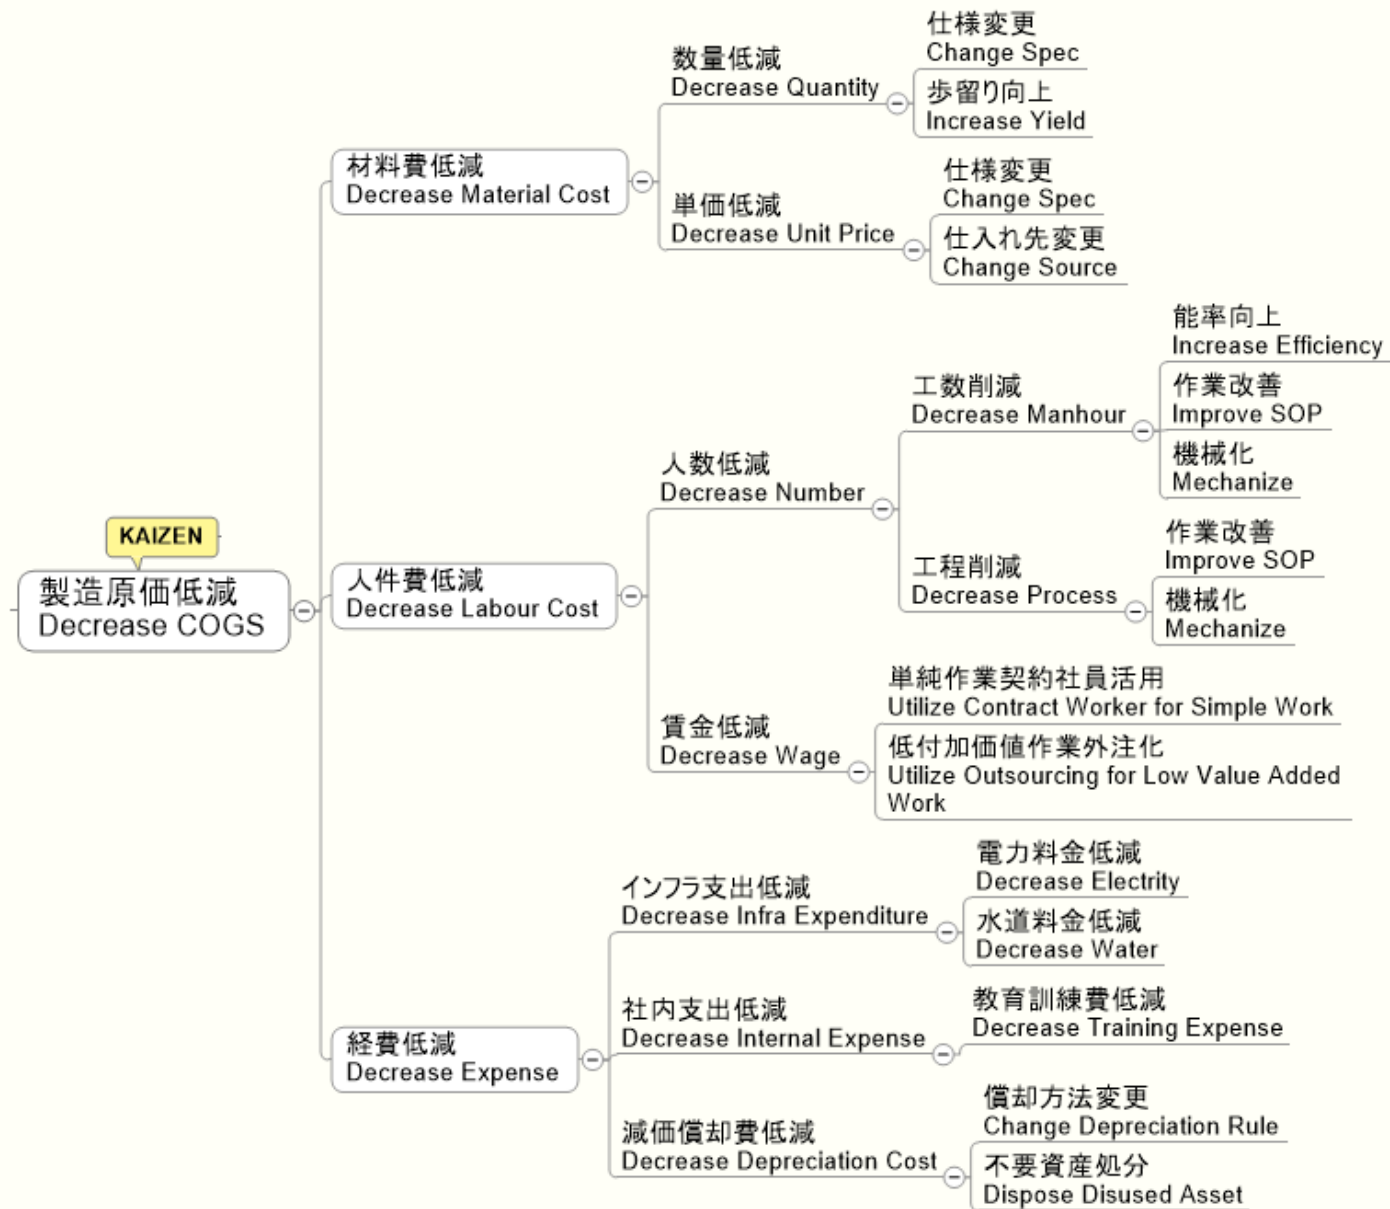 仕様変更
Change Spec
数量低減
Decrease Quantity
歩留り向上
Increase Yield
材料費低減
Decrease Material Cost
仕様変更
Change Spec
単価低減
Decrease Unit Price
仕入れ先変更
Change Source
能率向上
Increase Efficiency
工数削減
Decrease Manhour
作業改善
Improve SOP
機械化
Mechanize
人数低減
Decrease Number
KAIZEN
製造原価低減
Decrease COGS
人件費低減
Decrease Labour Cost
工程削減
Decrease Process
作業改善
Improve SOP
機械化
Mechanize
賃金低減
Decrease Wage
単純作業契約社員活用
Utilize Contract Worker for Simple Work
低付加価値作業外注化
Utilize Outsourcing for Low Value Added
Work
インフラ支出低減
Decrease Infra Expenditure
電力料金低減
Decrease Electrity
水道料金低減
Decrease Water
経費低減
Decrease Expense
社内支出低減
Decrease Internal Expense
教育訓練費低減
Decrease Training Expense
減価償却費低減
Decrease Depreciation Cost
償却方法変更
Change Depreciation Rule
不要資産処分
Dispose Disused Asset